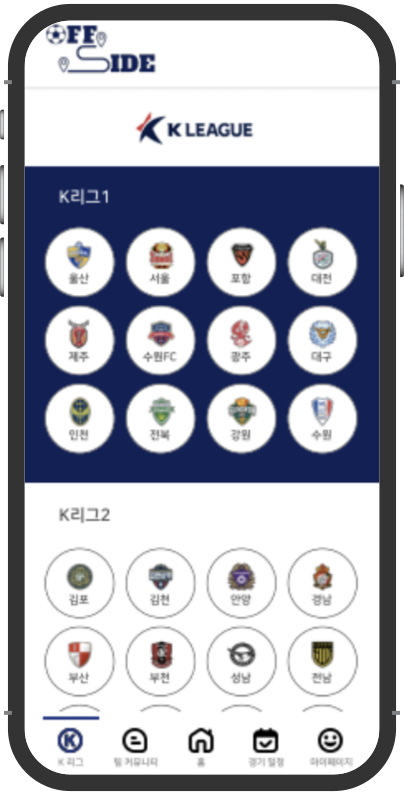 OFF
SIDE
K LEAGUE
K리그1
울산 서울 포항 대전
제주 수원FC 광주 대구
인천 전북 강원 수원
K리그2
김포 김천 안양 경남
부산 부천 성남 전남
K 리그 팀 커뮤니티 홈 경기 일정 마이페이지